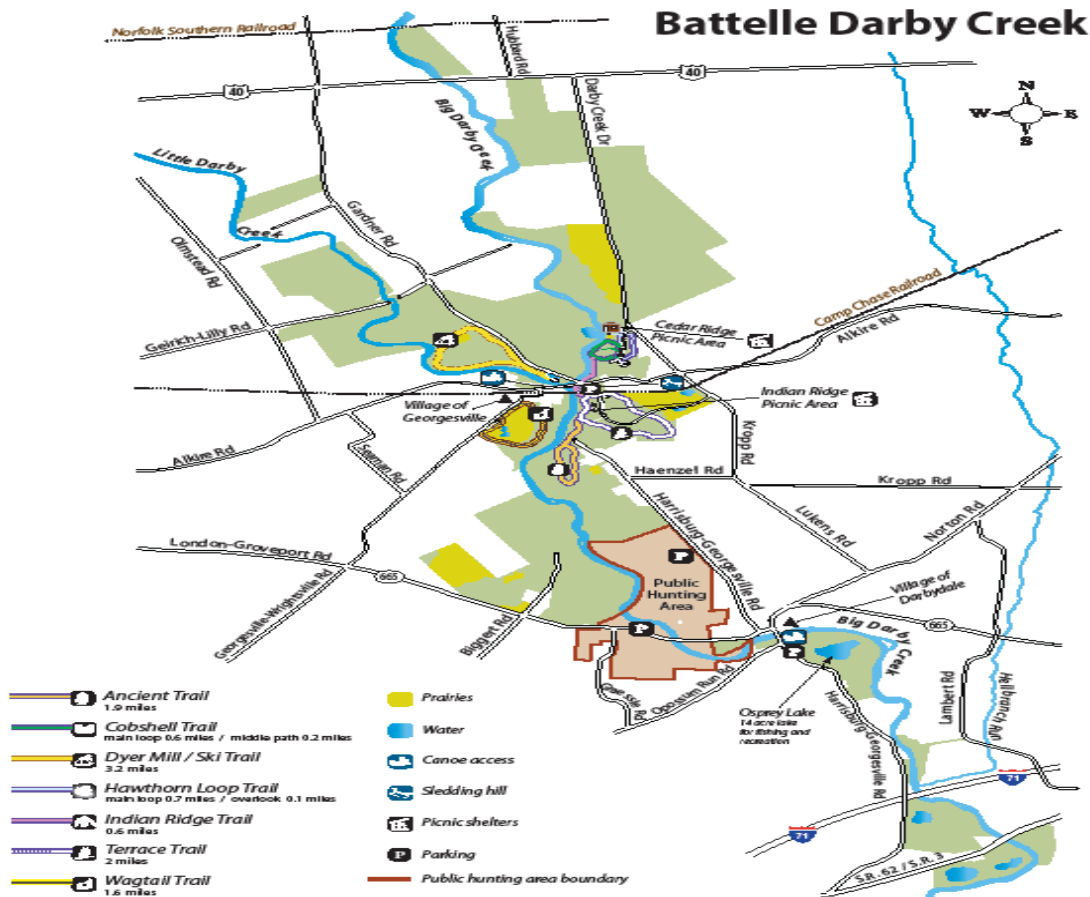 Battelle Darby Creek
Norfolk Southern Railroad
Hubbard Rd
40
40
Big Darby Creek
Darby Creek Dr
N
W E
S
Little Darby
Creek
Gardner Rd
Olmstead Rd
Camp Chase Railroad
Geirich-Lilly Rd
Cedar Ridge
Picnic Area
Alkire Rd
P
Indian Ridge
Picnic Area
Village of
Georgesville
Alkire Rd
Seaman Rd
Kropp Rd
Haenzel Rd
Kropp Rd
Harrisburg-Georgesville Rd
Lukens Rd
Norton Rd
London-Groveport Rd
665
Georgesville-Wrightsville Rd
P
Public
Hunting
Area
Village of
Darbydale
Biggert Rd
P
Big Darby
Creek
665
P
Opossum Run Rd
Lambert Rd
Hellbranch Run
Osprey Lake
14 acre lake
for fishing and
recreation
Harrisburg-Georgesville Rd
71
71
S.R. 62 / S.R. 3
Ancient Trail
1.9 miles
Cobshell Trail
main loop 0.6 miles / middle path 0.2 miles
Dyer Mill / Ski Trail
3.2 miles
Hawthorn Loop Trail
main loop 0.7 miles / overlook 0.1 miles
Indian Ridge Trail
0.6 miles
Terrace Trail
2 miles
Wagtail Trail
1.6 miles
Prairies
Water
Canoe access
Sledding hill
Picnic shelters
P Parking
Public hunting area boundary